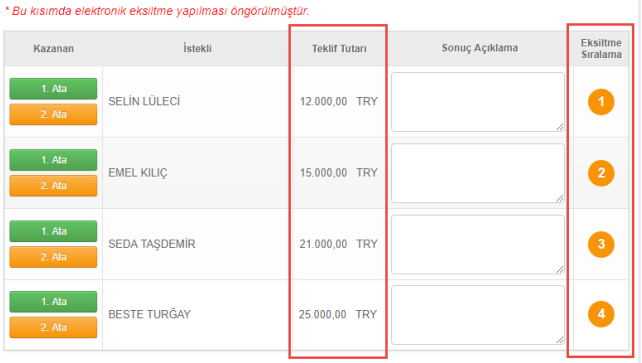 * Bu kısımda elektronik eksiltme yapılması öngörülmüştür.
Kazanan İstekli Teklif Tutarı Sonuç Açıklama Eksiltme Sıralama
1. Ata
2. Ata
SELİN LÜLECİ 12.000,00 TRY 1
1. Ata
2. Ata
EMEL KILIÇ 15.000,00 TRY 2
1. Ata
2. Ata
SEDA TAŞDEMİR 21.000,00 TRY 3
1. Ata
2. Ata
BESTE TURĞAY 25.000,00 TRY 4